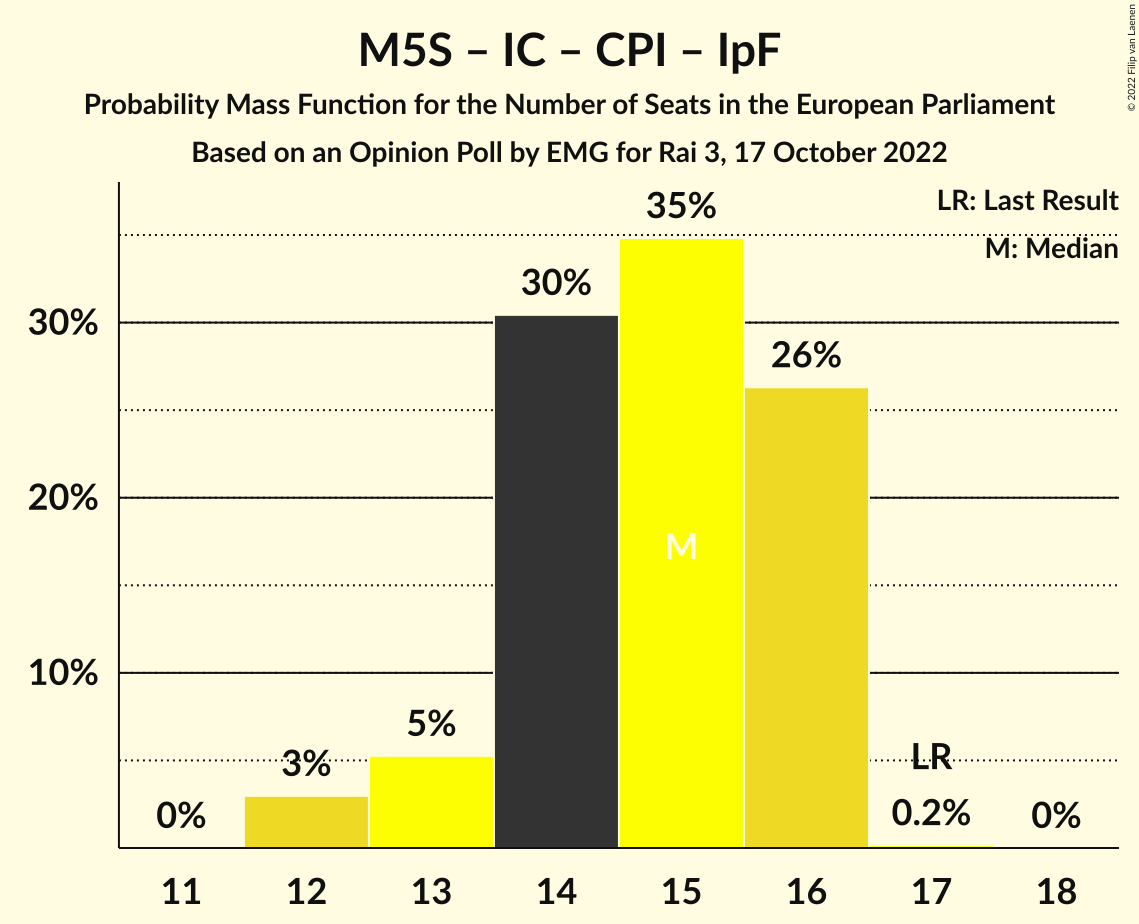 M5S – IC – CPI – IpF
Probability Mass Function for the Number of Seats in the European Parliament
Based on an Opinion Poll by EMG for Rai 3, 17 October 2022
© 2022 Filip van Laenen
LR: Last Result
M: Median
35%
30%
26%
5%
3%
0%
LR
0.2%
0%
M
30%
20%
10%
11 12 13 14 15 16 17 18